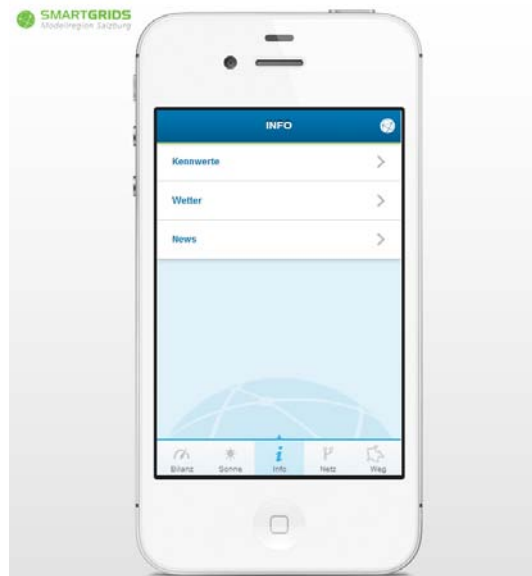 SMARTGRIDS
Modellregion Salzburg
INFO
Kennwerte
Wetter
News
Bilanz
Sonne
Info
Netz
Weg